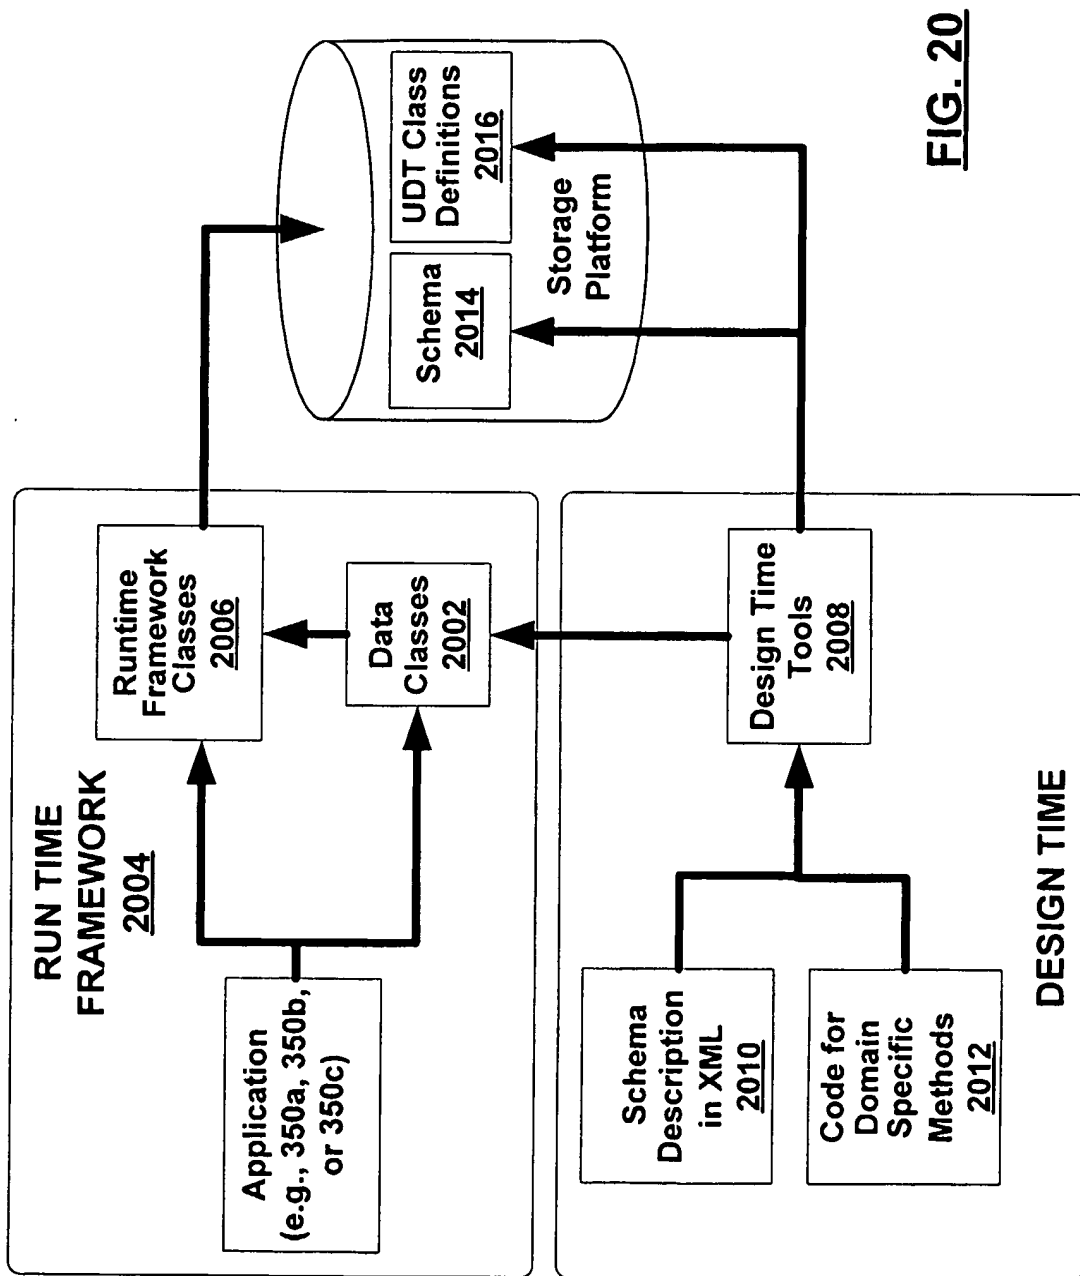 RUN TIME
FRAMEWORK
2004
Application
(e.g., 350a, 350b,
or 350c)
Runtime
Framework
Classes
2006
Data
Classes
2002
Schema
2014
UDT Class
Definitions
2016
Storage
Platform
Schema
Description
in XML
2010
Code for
Domain
Specific
Methods
2012
Design Time
Tools
2008
DESIGN TIME
FIG. 20